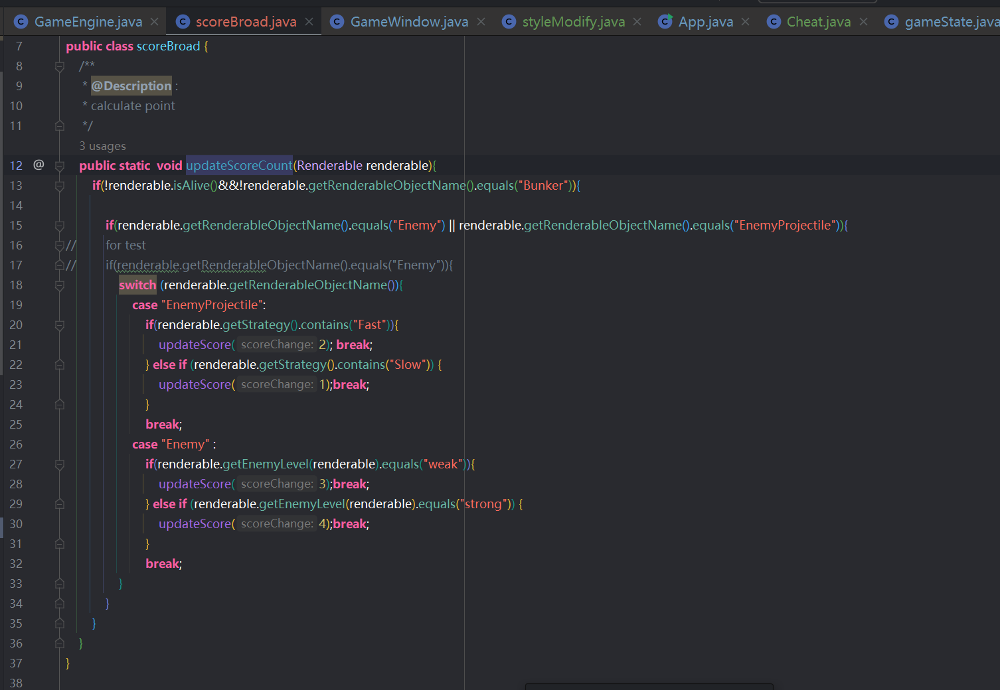 GameEngine.java scoreBroad.java GameWindow.java styleModify.java App.java Cheat.java gameState.java
7 public class scoreBroad {
8 /**
9 * @Description :
10 * calculate point
11 */
3 usages
12 @ public static  void updateScoreCount(Renderable renderable){
13 if(!renderable.isAlive()&&!renderable.getRenderableObjectName().equals("Bunker")){
14
15 if(renderable.getRenderableObjectName().equals("Enemy") || renderable.getRenderableObjectName().equals("EnemyProjectile")){
16 // for test
17 // if(renderable.getRenderableObjectName().equals("Enemy")){
18 switch (renderable.getRenderableObjectName()){
19 case "EnemyProjectile":
20 if(renderable.getStrategy().contains("Fast")){
21 updateScore( scoreChange: 2); break;
22 } else if (renderable.getStrategy().contains("Slow")) {
23 updateScore( scoreChange: 1);break;
24 }
25 break;
26 case "Enemy" :
27 if(renderable.getEnemyLevel(renderable).equals("weak")){
28 updateScore( scoreChange: 3);break;
29 } else if (renderable.getEnemyLevel(renderable).equals("strong")) {
30 updateScore( scoreChange: 4);break;
31 }
32 break;
33 }
34 }
35 }
36 }
37 }
38